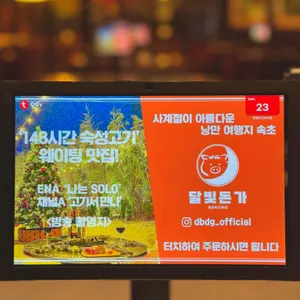 '148시간 숙성고기'
웨이팅 맛집!
ENA '나는 SOLO'
채널A '고기서만나'
<방송 촬영지>
23
사계절이 아름다운
낭만 여행지 속초
달빛돈가
SOKCHO
dbdg_official
터치하여 주문하시면 됩니다